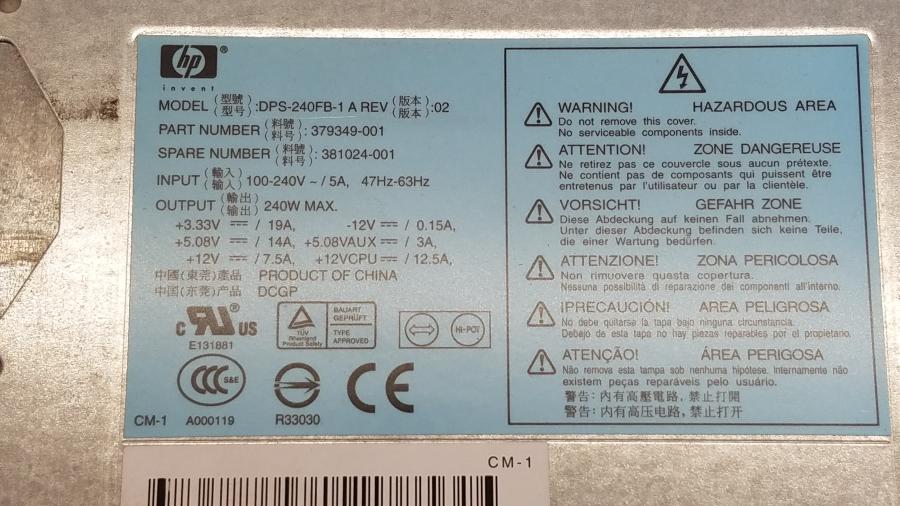 hp®
invent
MODEL (型號/型号):DPS-240FB-1 A REV (版本/版本):02
PART NUMBER (料號/料号): 379349-001
SPARE NUMBER (料號/料号): 381024-001
INPUT (輸入/输入) 100-240V ~ / 5A, 47Hz-63Hz
OUTPUT (輸出/输出) 240W MAX.
+3.33V ⎓ / 19A, -12V ⎓ / 0.15A,
+5.08V ⎓ / 14A, +5.08VAUX ⎓ / 3A,
+12V ⎓ / 7.5A, +12VCPU ⎓ / 12.5A,
中國(東莞)產品 PRODUCT OF CHINA
中国(东莞)产品 DCGP
c RU® US
E131881
TÜV
Rheinland
Product Safety
BAUART
GEPRÜFT
TYPE
APPROVED
HI-POT
CCC S&E
CE
CM-1 A000119 R33030
WARNING! HAZARDOUS AREA
Do not remove this cover.
No serviceable components inside.
ATTENTION! ZONE DANGEREUSE
Ne retirez pas ce couvercle sous aucun prétexte.
Ne contient pas de composants qui puissent être
entretenus par l'utilisateur ou par la clientèle.
VORSICHT! GEFAHR ZONE
Diese Abdeckung auf keinen Fall abnehmen.
Unter dieser Abdeckung befinden sich keine Teile,
die einer Wartung bedürfen.
ATTENZIONE! ZONA PERICOLOSA
Non rimuovere questa copertura.
Nessuna possibilità di reparazione dei componenti all'interno.
¡PRECAUCIÓN! AREA PELIGROSA
No debe quitarse la tapa bajo ninguna circunstancia.
Debajo de esta tapa no hay piezas reparables por el propietario.
ATENÇÃO! ÁREA PERIGOSA
Não remova esta tampa sob nenhuma hipótese. Internamente não
existem peças reparáveis pelo usuário.
警告: 內有高壓電路, 禁止打開
警告: 内有高压电路, 禁止打开
CM-1